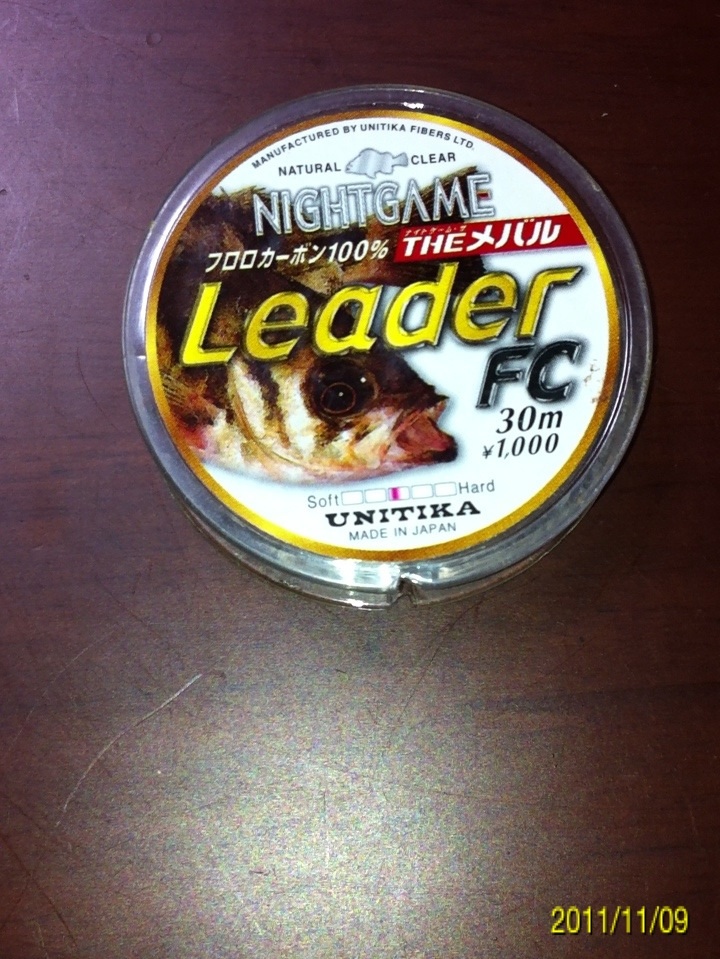 MANUFACTURED BY UNITIKA FIBERS LTD.
NATURAL CLEAR
NIGHTGAME
ナイトゲーム・ザ
フロロカーボン100% THEメバル
Leader
FC
30m
¥1,000
Soft Hard
UNITIKA
MADE IN JAPAN
2011/11/09